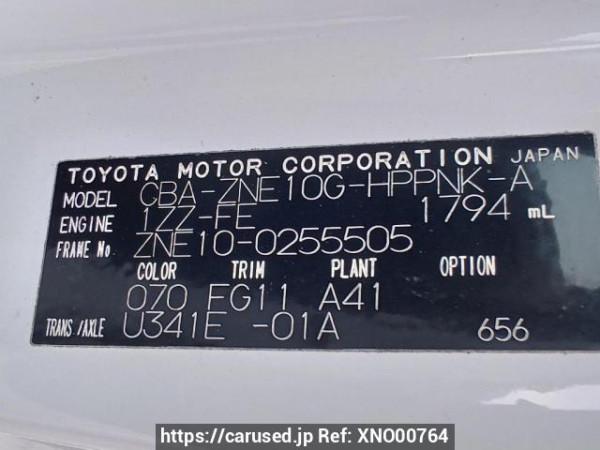 TOYOTA MOTOR CORPORATION JAPAN
MODEL CBA-ZNE10G-HPPNK-A
ENGINE 1ZZ-FE 1794 mL
FRAME No ZNE10-0255505
COLOR TRIM PLANT OPTION
070 FG11 A41
TRANS/AXLE U341E -01A 656
https://carused.jp Ref: XNO00764